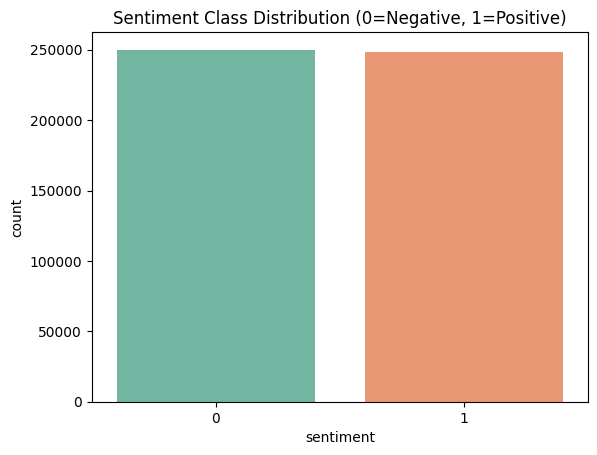 Sentiment Class Distribution (0=Negative, 1=Positive)
250000
200000
150000
100000
50000
0
count
0 1
sentiment